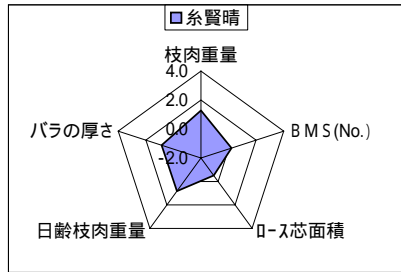 糸賢晴
枝肉重量
4.0
2.0
0.0
-2.0
BMS(No.)
ロース芯面積
日齢枝肉重量
バラの厚さ